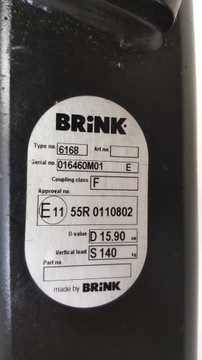 BRiNK
Type no. 6168 Art no
Serial no. 016460M01 E
Coupling class F
Approval no.
E11 55R 0110802
D-value D 15.90 kN
Vertical load S 140 kg
Part no.
made by BRiNK